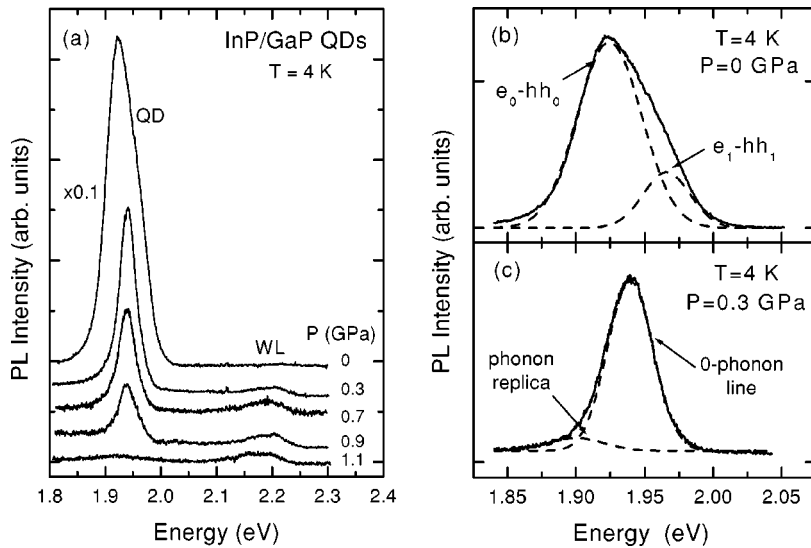 (a)
InP/GaP QDs
T = 4 K
QD
x0.1
WL
P (GPa)
0
0.3
0.7
0.9
1.1
PL Intensity (arb. units)
1.8 1.9 2.0 2.1 2.2 2.3 2.4
Energy (eV)
(b)
T=4 K
P=0 GPa
e₀-hh₀
e₁-hh₁
(c)
T=4 K
P=0.3 GPa
phonon
replica
0-phonon
line
PL Intensity (arb. units)
1.85 1.90 1.95 2.00 2.05
Energy (eV)